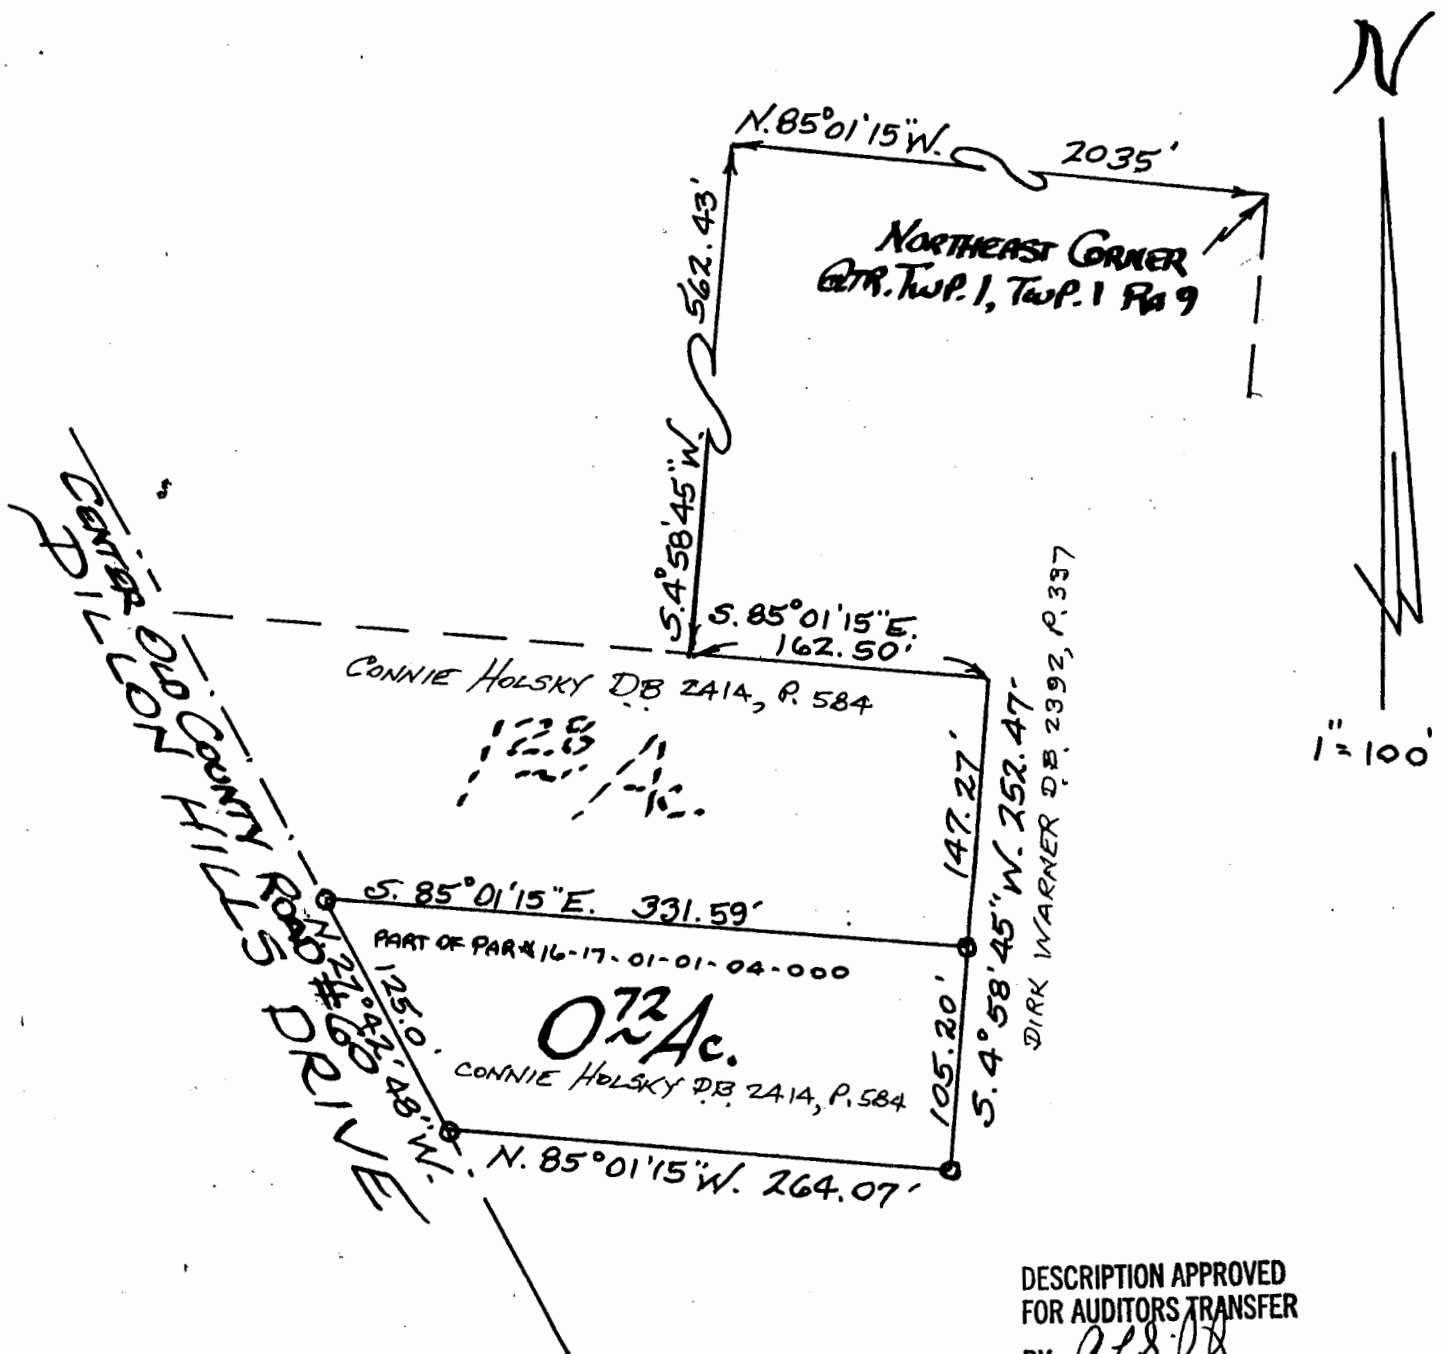 N
N. 85°01'15"W.
2035'
562.43'
NORTHEAST CORNER
QTR. TWP. 1, TWP. 1 RA 9
S. 4°58'45"W.
S. 85°01'15"E.
162.50'
CENTER OLD COUNTY ROAD #60
DILLON HILLS DRIVE
CONNIE HOLSKY DB 2414, P. 584
Ac.
147.27'
S. 4°58'45"W. 252.47'
DIRK WARNER D.B. 2392, P. 337
1"=100'
S. 85°01'15"E. 331.59'
PART OF PAR# 16-17-01-01-04-000
N. 27°42'48"W.
125.0'
0.72 Ac.
CONNIE HOLSKY DB 2414, P. 584
105.20'
N. 85°01'15"W. 264.07'
DESCRIPTION APPROVED
FOR AUDITORS TRANSFER
BY